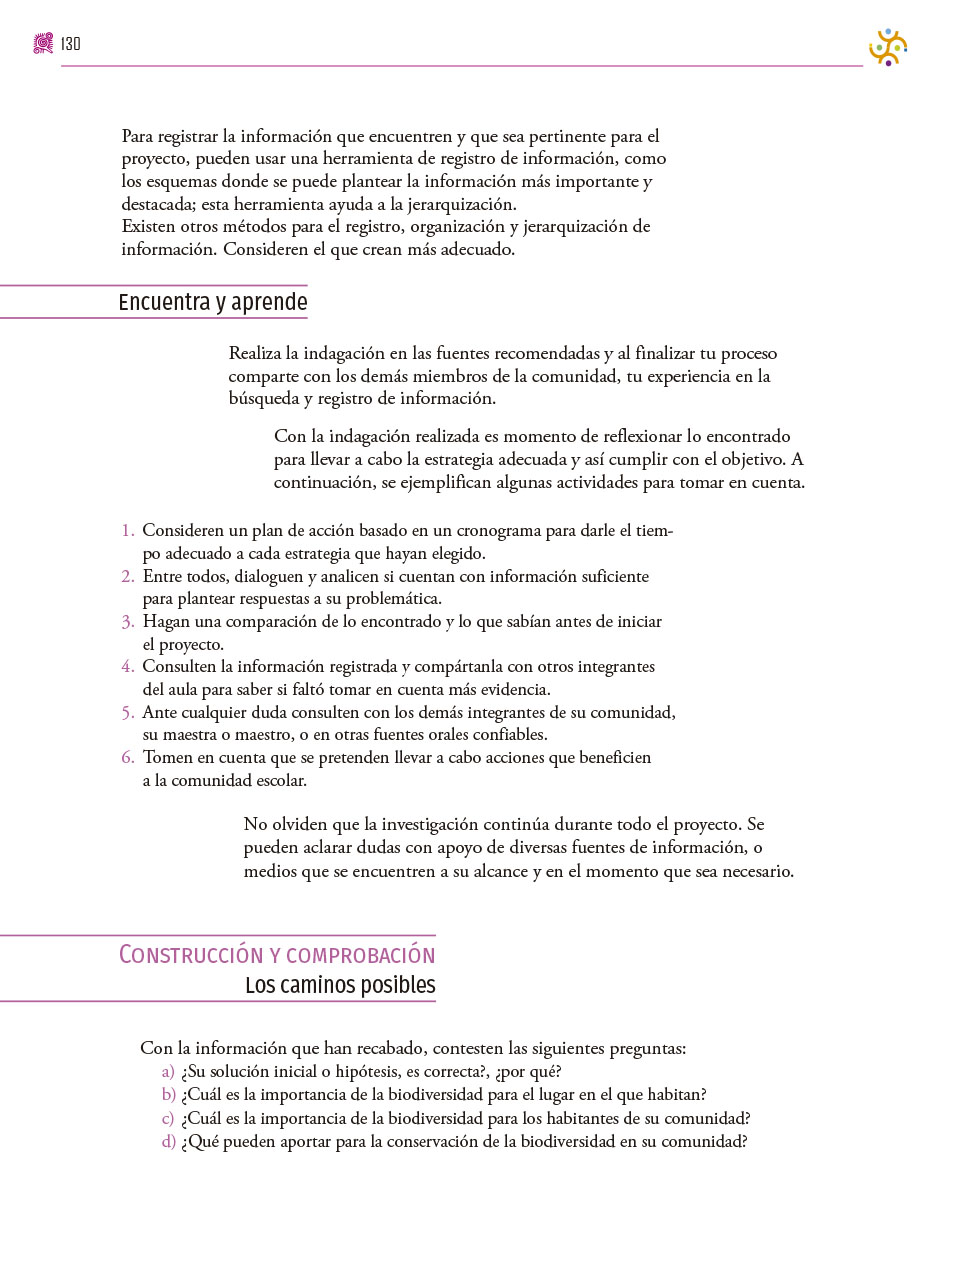 130
Para registrar la información que encuentren y que sea pertinente para el
proyecto, pueden usar una herramienta de registro de información, como
los esquemas donde se puede plantear la información más importante y
destacada; esta herramienta ayuda a la jerarquización.
Existen otros métodos para el registro, organización y jerarquización de
información. Consideren el que crean más adecuado.
Encuentra y aprende
Realiza la indagación en las fuentes recomendadas y al finalizar tu proceso
comparte con los demás miembros de la comunidad, tu experiencia en la
búsqueda y registro de información.
Con la indagación realizada es momento de reflexionar lo encontrado
para llevar a cabo la estrategia adecuada y así cumplir con el objetivo. A
continuación, se ejemplifican algunas actividades para tomar en cuenta.
1. Consideren un plan de acción basado en un cronograma para darle el tiem-
po adecuado a cada estrategia que hayan elegido.
2. Entre todos, dialoguen y analicen si cuentan con información suficiente
para plantear respuestas a su problemática.
3. Hagan una comparación de lo encontrado y lo que sabían antes de iniciar
el proyecto.
4. Consulten la información registrada y compártanla con otros integrantes
del aula para saber si faltó tomar en cuenta más evidencia.
5. Ante cualquier duda consulten con los demás integrantes de su comunidad,
su maestra o maestro, o en otras fuentes orales confiables.
6. Tomen en cuenta que se pretenden llevar a cabo acciones que beneficien
a la comunidad escolar.
No olviden que la investigación continúa durante todo el proyecto. Se
pueden aclarar dudas con apoyo de diversas fuentes de información, o
medios que se encuentren a su alcance y en el momento que sea necesario.
Construcción y comprobación
Los caminos posibles
Con la información que han recabado, contesten las siguientes preguntas:
a) ¿Su solución inicial o hipótesis, es correcta?, ¿por qué?
b) ¿Cuál es la importancia de la biodiversidad para el lugar en el que habitan?
c) ¿Cuál es la importancia de la biodiversidad para los habitantes de su comunidad?
d) ¿Qué pueden aportar para la conservación de la biodiversidad en su comunidad?